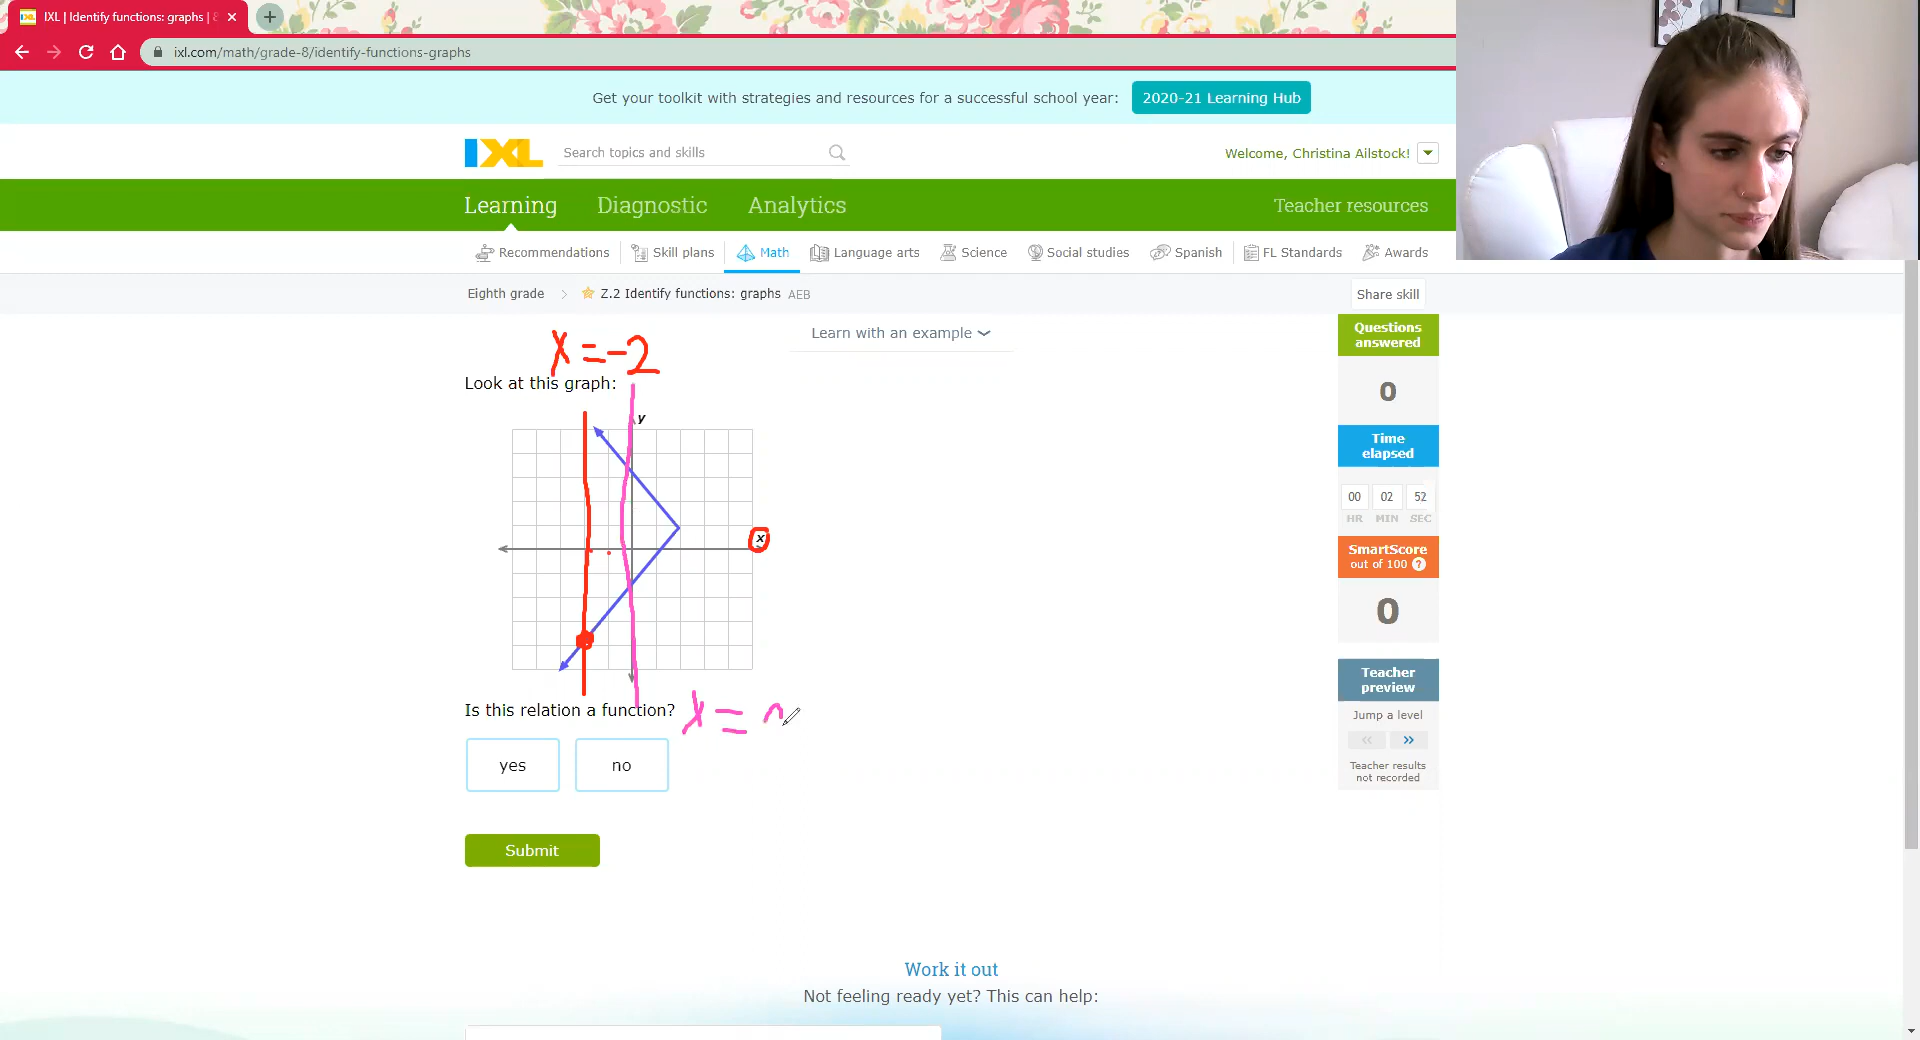 IXL | Identify functions: graphs |
ixl.com/math/grade-8/identify-functions-graphs
Get your toolkit with strategies and resources for a successful school year: 2020-21 Learning Hub
IXL Search topics and skills Welcome, Christina Ailstock!
Learning Diagnostic Analytics Teacher resources
Recommendations Skill plans Math Language arts Science Social studies Spanish FL Standards Awards
Eighth grade > Z.2 Identify functions: graphs AEB Share skill
Learn with an example
x = -2
Look at this graph:
y
x
Is this relation a function? x =
yes no
Submit
Questions answered
0
Time elapsed
00 02 52
HR MIN SEC
SmartScore
out of 100 ?
0
Teacher preview
Jump a level
<< >>
Teacher results
not recorded
Work it out
Not feeling ready yet? This can help: